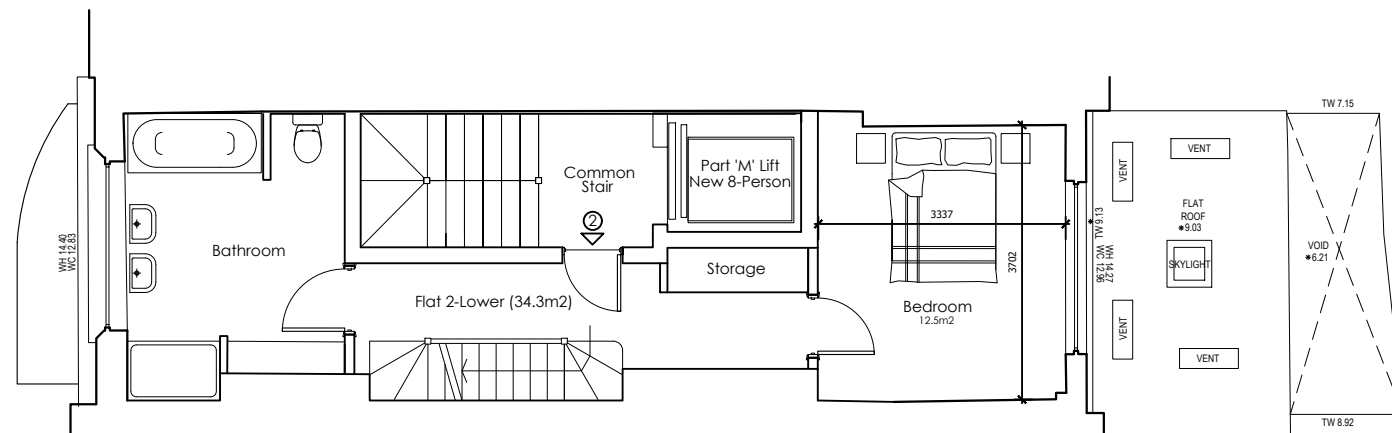 TW 7.15
VENT
VENT
Part 'M' Lift
New 8-Person
Common
Stair
FLAT
ROOF
*9.03
2
3337
TW 9.13
WH 14.40
WC 12.83
Bathroom
VOID
*6.21
WH 14.27
WC 12.96
3702
Storage
SKYLIGHT
Flat 2-Lower (34.3m2)
Bedroom
12.5m2
VENT
VENT
TW 8.92